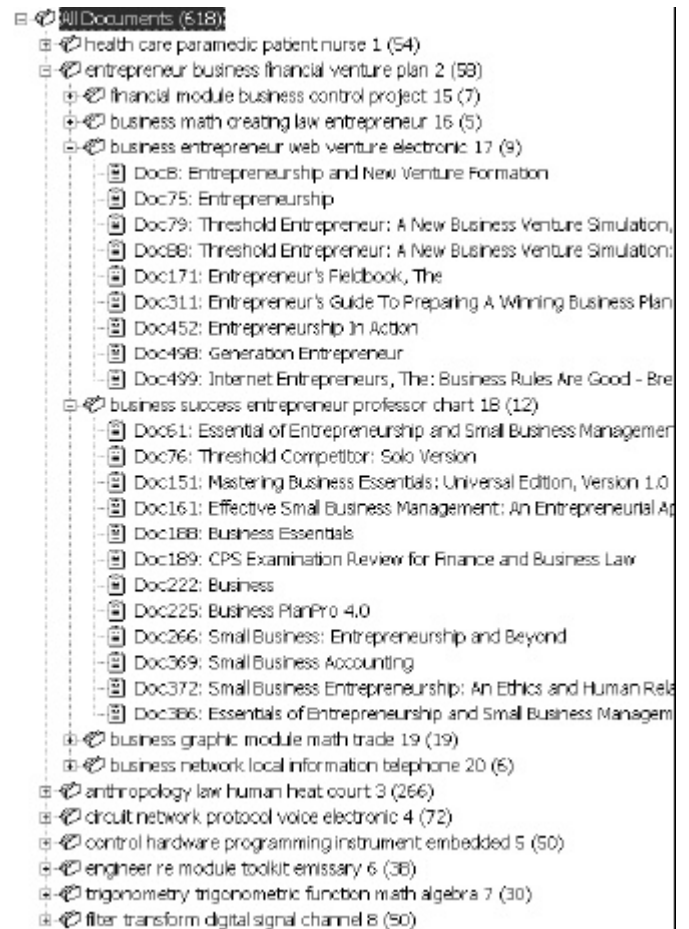 All Documents (618)
health care paramedic patient nurse 1 (54)
entrepreneur business financial venture plan 2 (58)
financial module business control project 15 (7)
business math creating law entrepreneur 16 (5)
business entrepreneur web venture electronic 17 (9)
Doc8: Entrepreneurship and New Venture Formation
Doc75: Entrepreneurship
Doc79: Threshold Entrepreneur: A New Business Venture Simulation,
Doc88: Threshold Entrepreneur: A New Business Venture Simulation:
Doc171: Entrepreneur's Fieldbook, The
Doc311: Entrepreneur's Guide To Preparing A Winning Business Plan
Doc452: Entrepreneurship In Action
Doc498: Generation Entrepreneur
Doc499: Internet Entrepreneurs, The: Business Rules Are Good - Bre
business success entrepreneur professor chart 18 (12)
Doc61: Essential of Entrepreneurship and Small Business Managemer
Doc76: Threshold Competitor: Solo Version
Doc151: Mastering Business Essentials: Universal Edition, Version 1.0
Doc161: Effective Small Business Management: An Entrepreneurial Ap
Doc188: Business Essentials
Doc189: CPS Examination Review for Finance and Business Law
Doc222: Business
Doc225: Business PlanPro 4.0
Doc266: Small Business: Entrepreneurship and Beyond
Doc369: Small Business Accounting
Doc372: Small Business Entrepreneurship: An Ethics and Human Rela
Doc386: Essentials of Entrepreneurship and Small Business Managem
business graphic module math trade 19 (19)
business network local information telephone 20 (6)
anthropology law human heat court 3 (266)
circuit network protocol voice electronic 4 (72)
control hardware programming instrument embedded 5 (50)
engineer re module toolkit emissary 6 (38)
trigonometry trigonometric function math algebra 7 (30)
filter transform digital signal channel 8 (50)